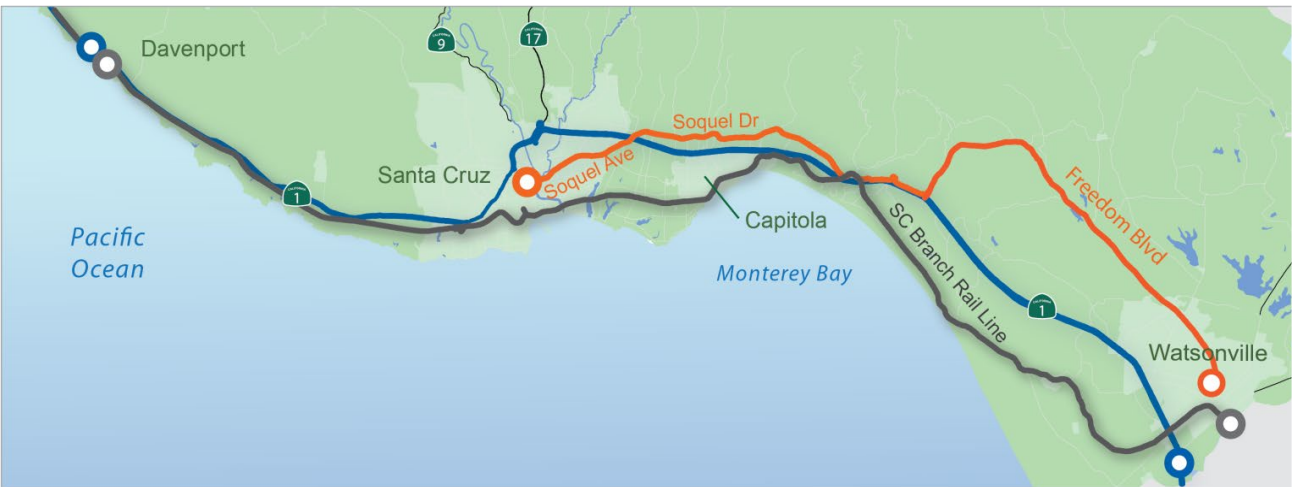 Davenport
9
17
Soquel Dr
Santa Cruz
Soquel Ave
1
Capitola
Freedom Blvd
SC Branch Rail Line
Pacific
Ocean
Monterey Bay
1
Watsonville